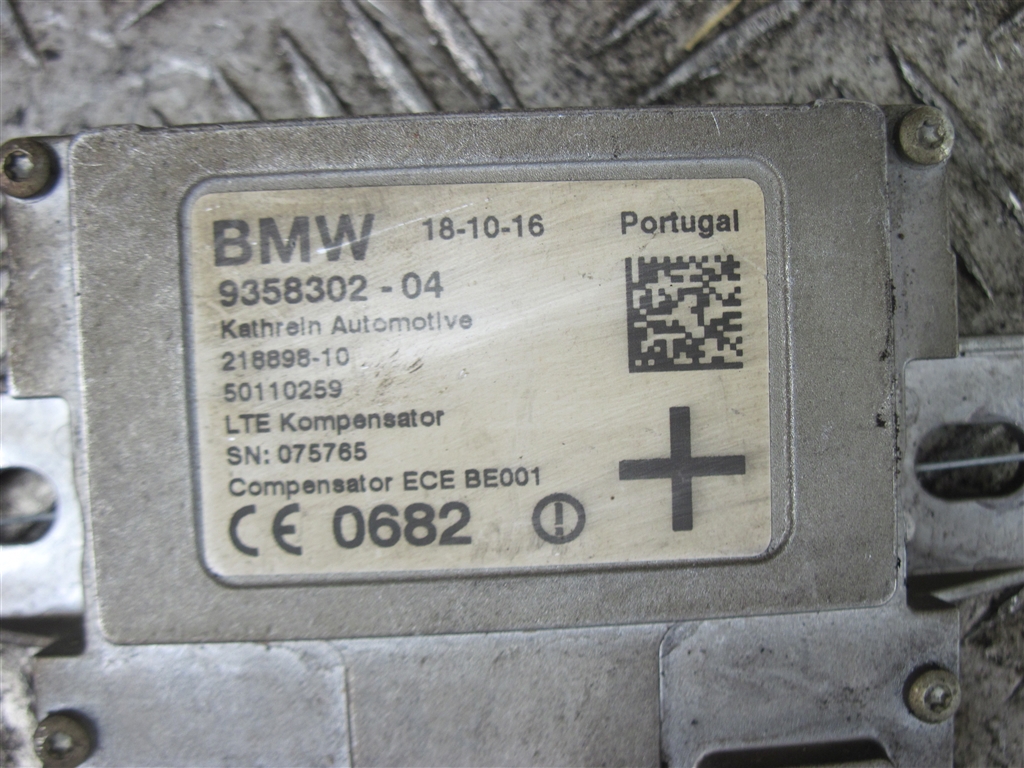 BMW 18-10-16 Portugal
9358302 - 04
Kathrein Automotive
218898-10
50110259
LTE Kompensator
SN: 075765
Compensator ECE BE001
CE 0682